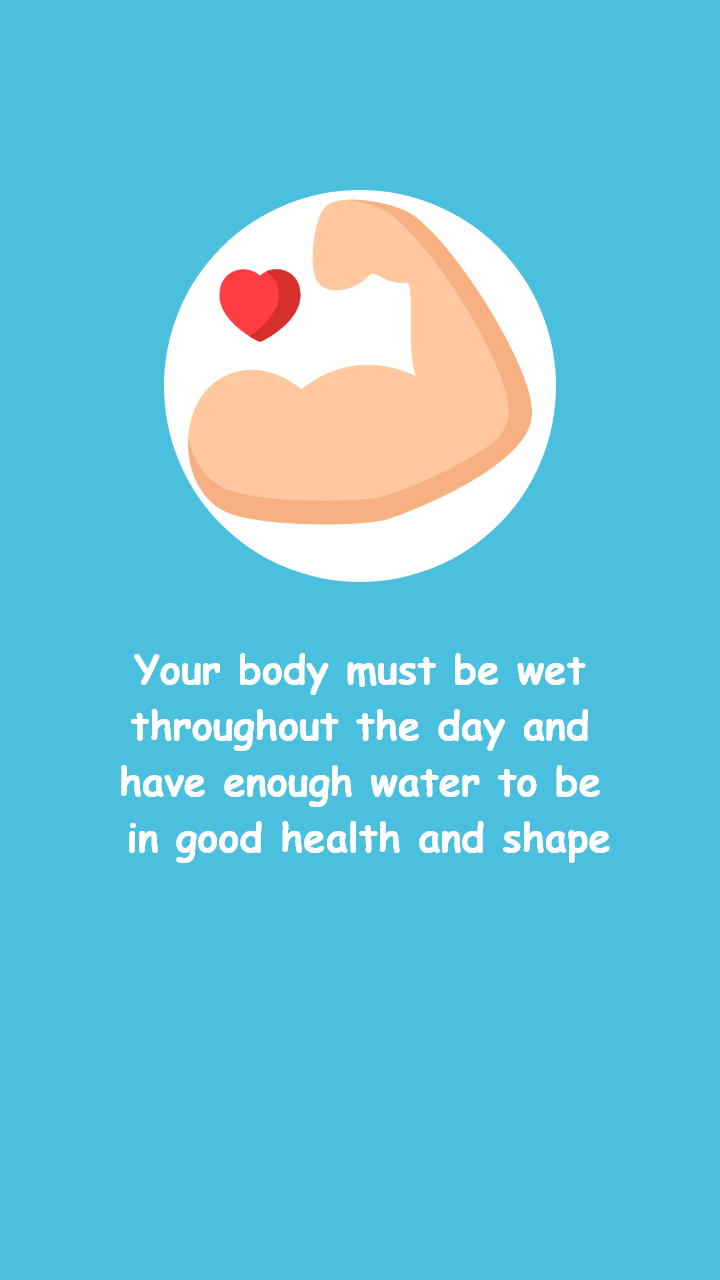 Your body must be wet
throughout the day and
have enough water to be
in good health and shape